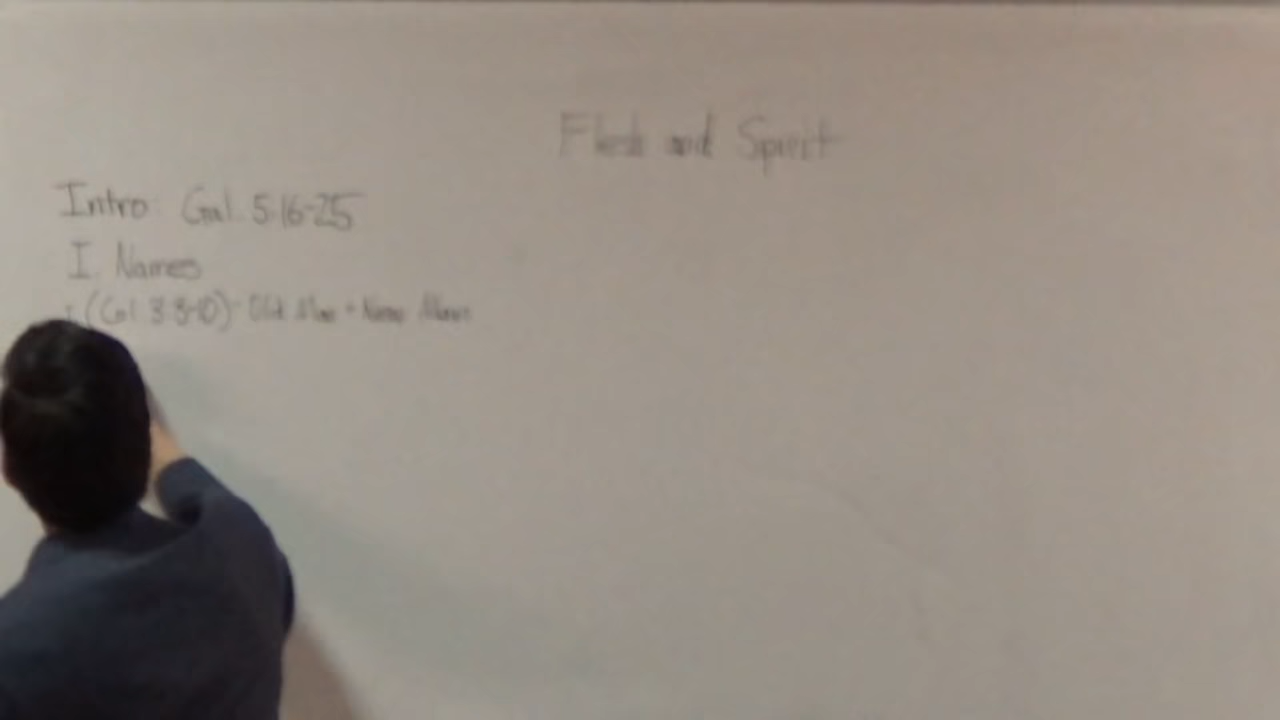 Flesh and Spirit
Intro: Gal. 5:16-25
I. Names
(Col. 3:5-10) - Old Man + New Man